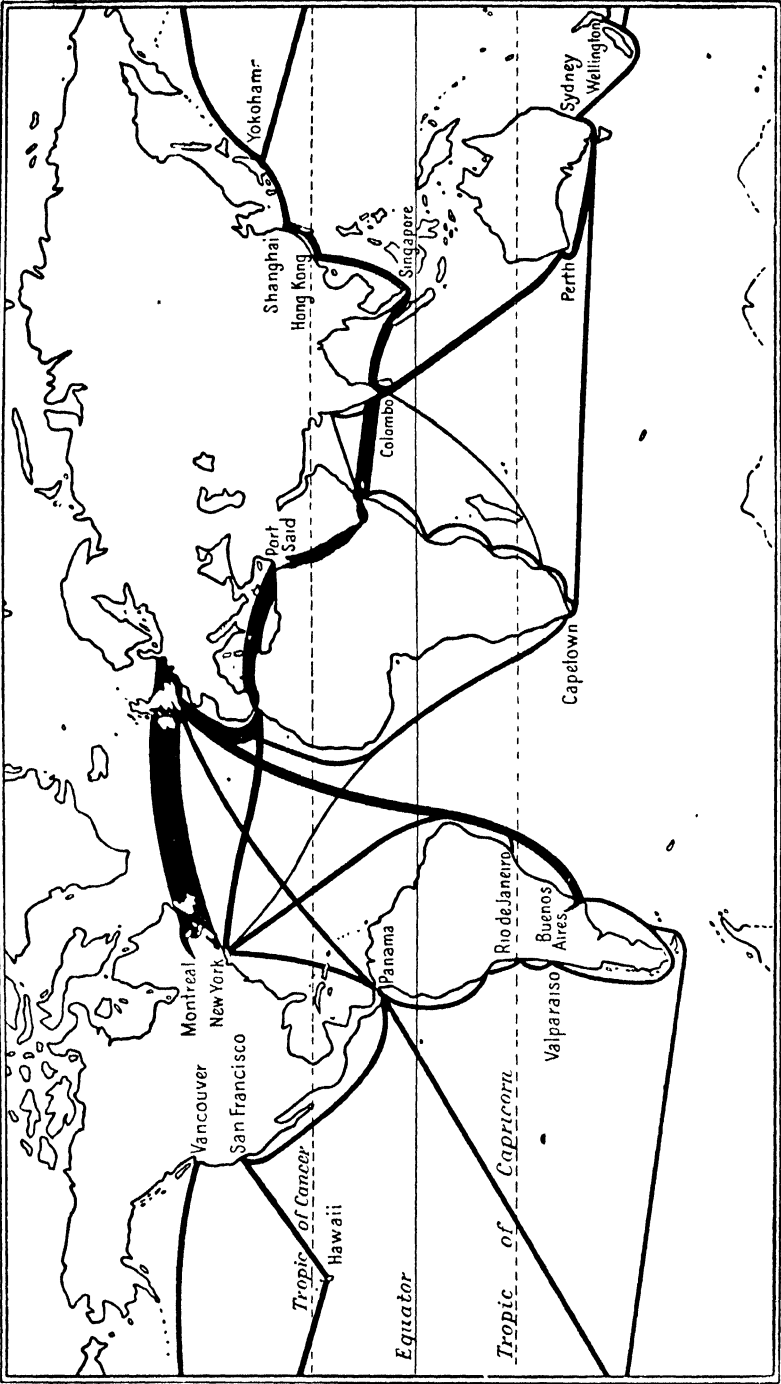 Vancouver
San Francisco
Hawaii
Montreal
New York
Panama
Rio de Janeiro
Buenos
Aires
Valparaiso
Capetown
Port
Said
Colombo
Shanghai
Hong Kong
Singapore
Yokohama
Perth
Sydney
Wellington
Tropic of Cancer
Equator
Tropic of Capricorn